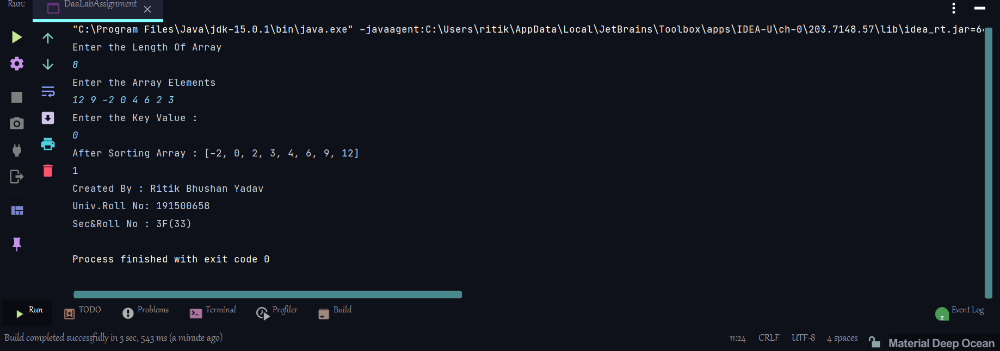 Run: DaaLabAssignment
"C:\Program Files\Java\jdk-15.0.1\bin\java.exe" -javaagent:C:\Users\ritik\AppData\Local\JetBrains\Toolbox\apps\IDEA-U\ch-0\203.7148.57\lib\idea_rt.jar=6
Enter the Length Of Array
8
Enter the Array Elements
12 9 -2 0 4 6 2 3
Enter the Key Value :
0
After Sorting Array : [-2, 0, 2, 3, 4, 6, 9, 12]
1
Created By : Ritik Bhushan Yadav
Univ.Roll No: 191500658
Sec&Roll No : 3F(33)
Process finished with exit code 0
Run TODO Problems Terminal Profiler Build 2 Event Log
Build completed successfully in 3 sec, 543 ms (a minute ago) 11:24 CRLF UTF-8 4 spaces Material Deep Ocean